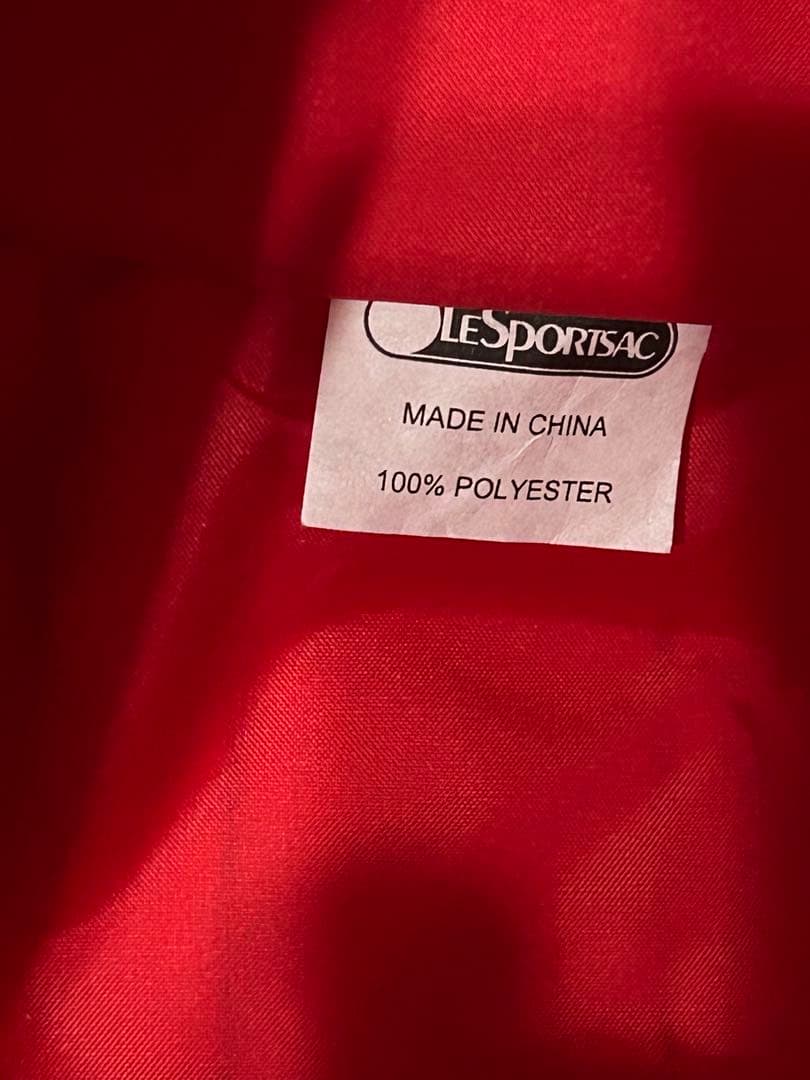 LeSportsac
MADE IN CHINA
100% POLYESTER